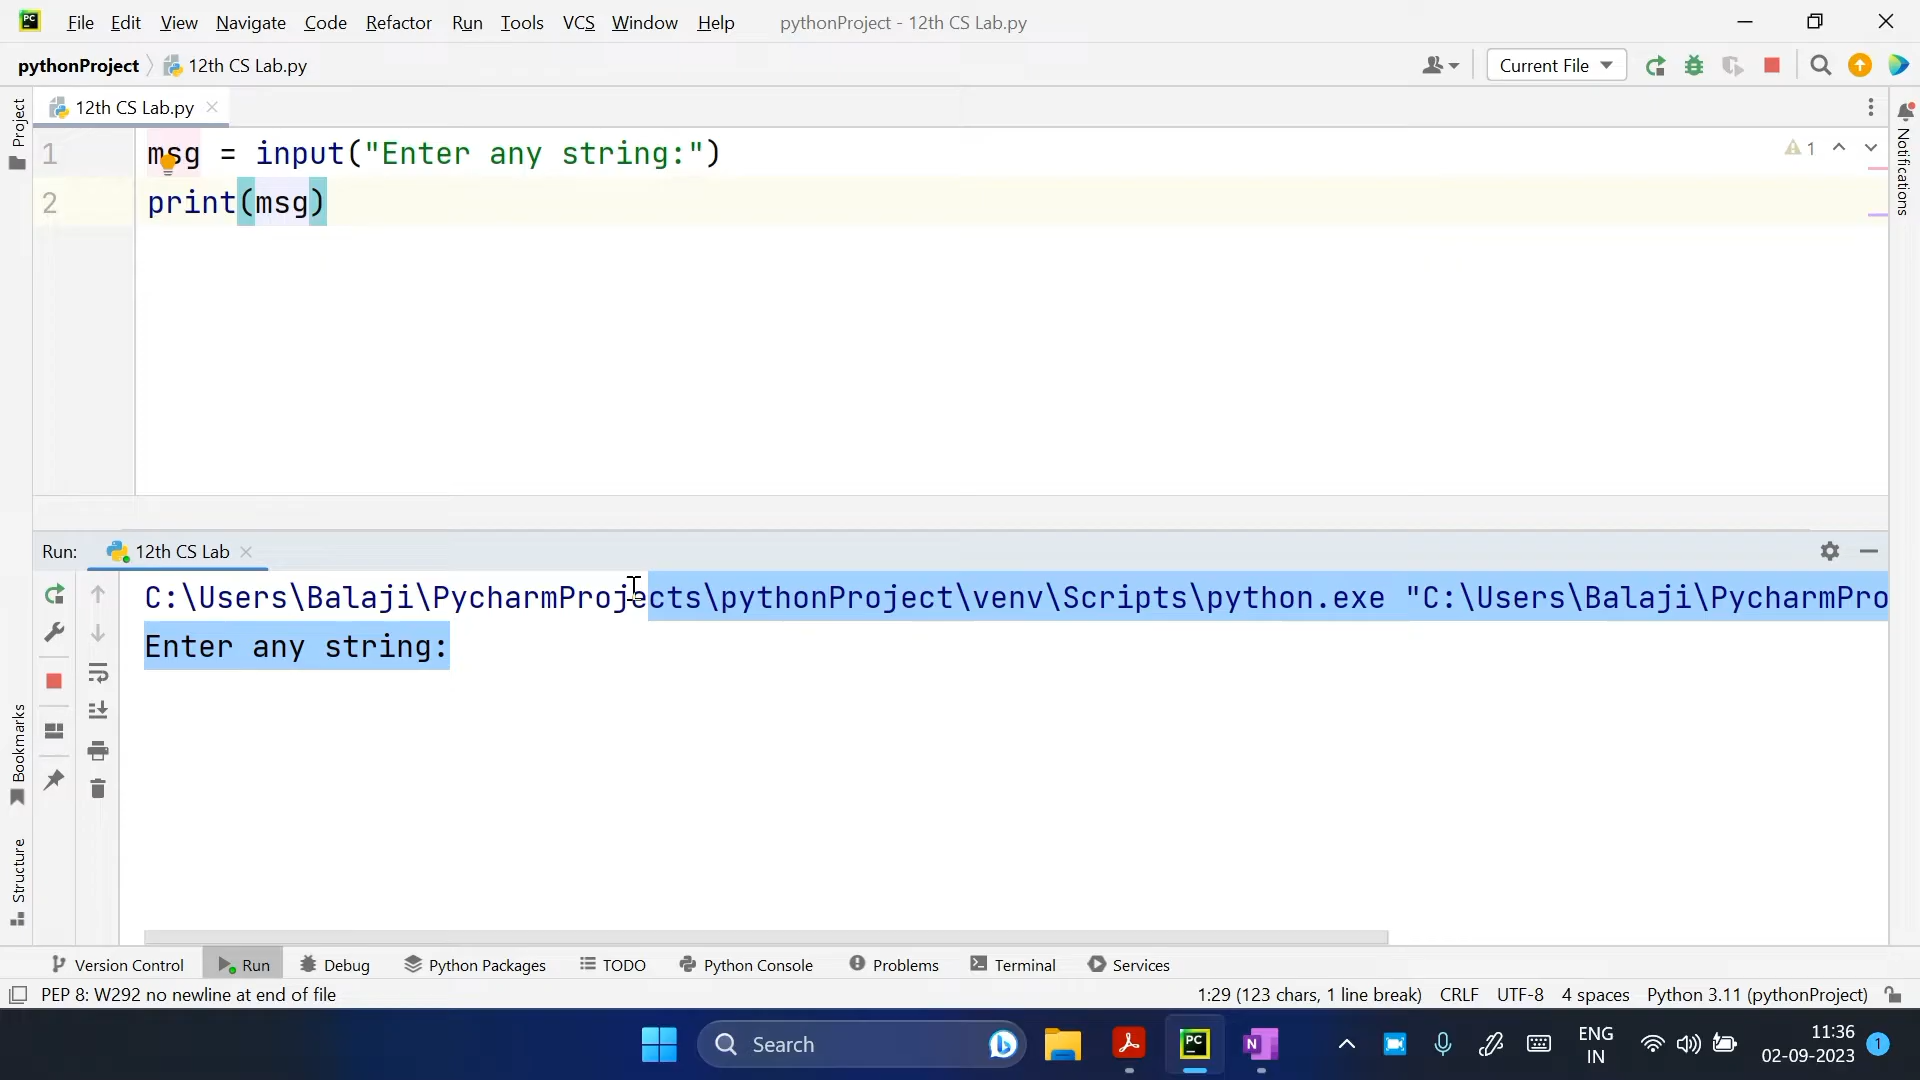 PC File Edit View Navigate Code Refactor Run Tools VCS Window Help pythonProject - 12th CS Lab.py
pythonProject 12th CS Lab.py Current File
12th CS Lab.py
Project
Notifications
1 msg = input("Enter any string:") 1
2 print(msg)
Run: 12th CS Lab
C:\Users\Balaji\PycharmProjects\pythonProject\venv\Scripts\python.exe "C:\Users\Balaji\PycharmPro
Enter any string:
Bookmarks
Structure
Version Control Run Debug Python Packages TODO Python Console Problems Terminal Services
PEP 8: W292 no newline at end of file 1:29 (123 chars, 1 line break) CRLF UTF-8 4 spaces Python 3.11 (pythonProject)
Search PC N ENG 11:36
IN 02-09-2023 1